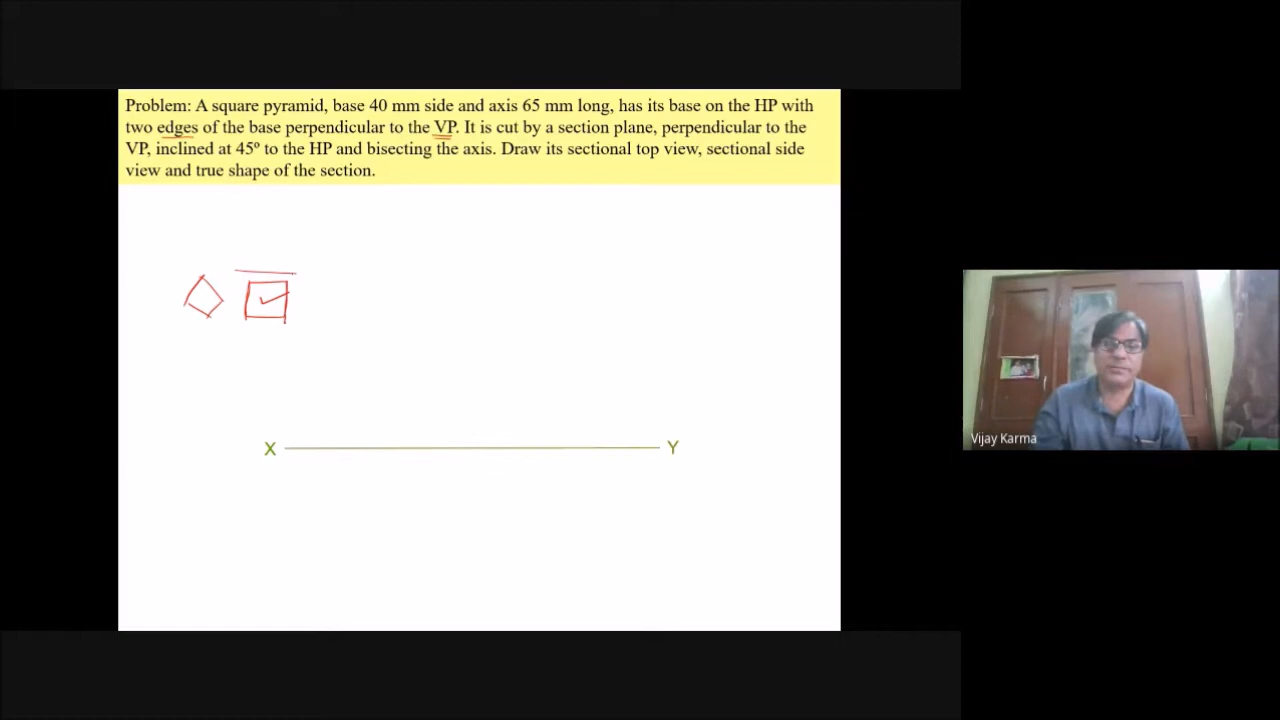 Problem: A square pyramid, base 40 mm side and axis 65 mm long, has its base on the HP with
two edges of the base perpendicular to the VP. It is cut by a section plane, perpendicular to the
VP, inclined at 45º to the HP and bisecting the axis. Draw its sectional top view, sectional side
view and true shape of the section.
X Y
Vijay Karma